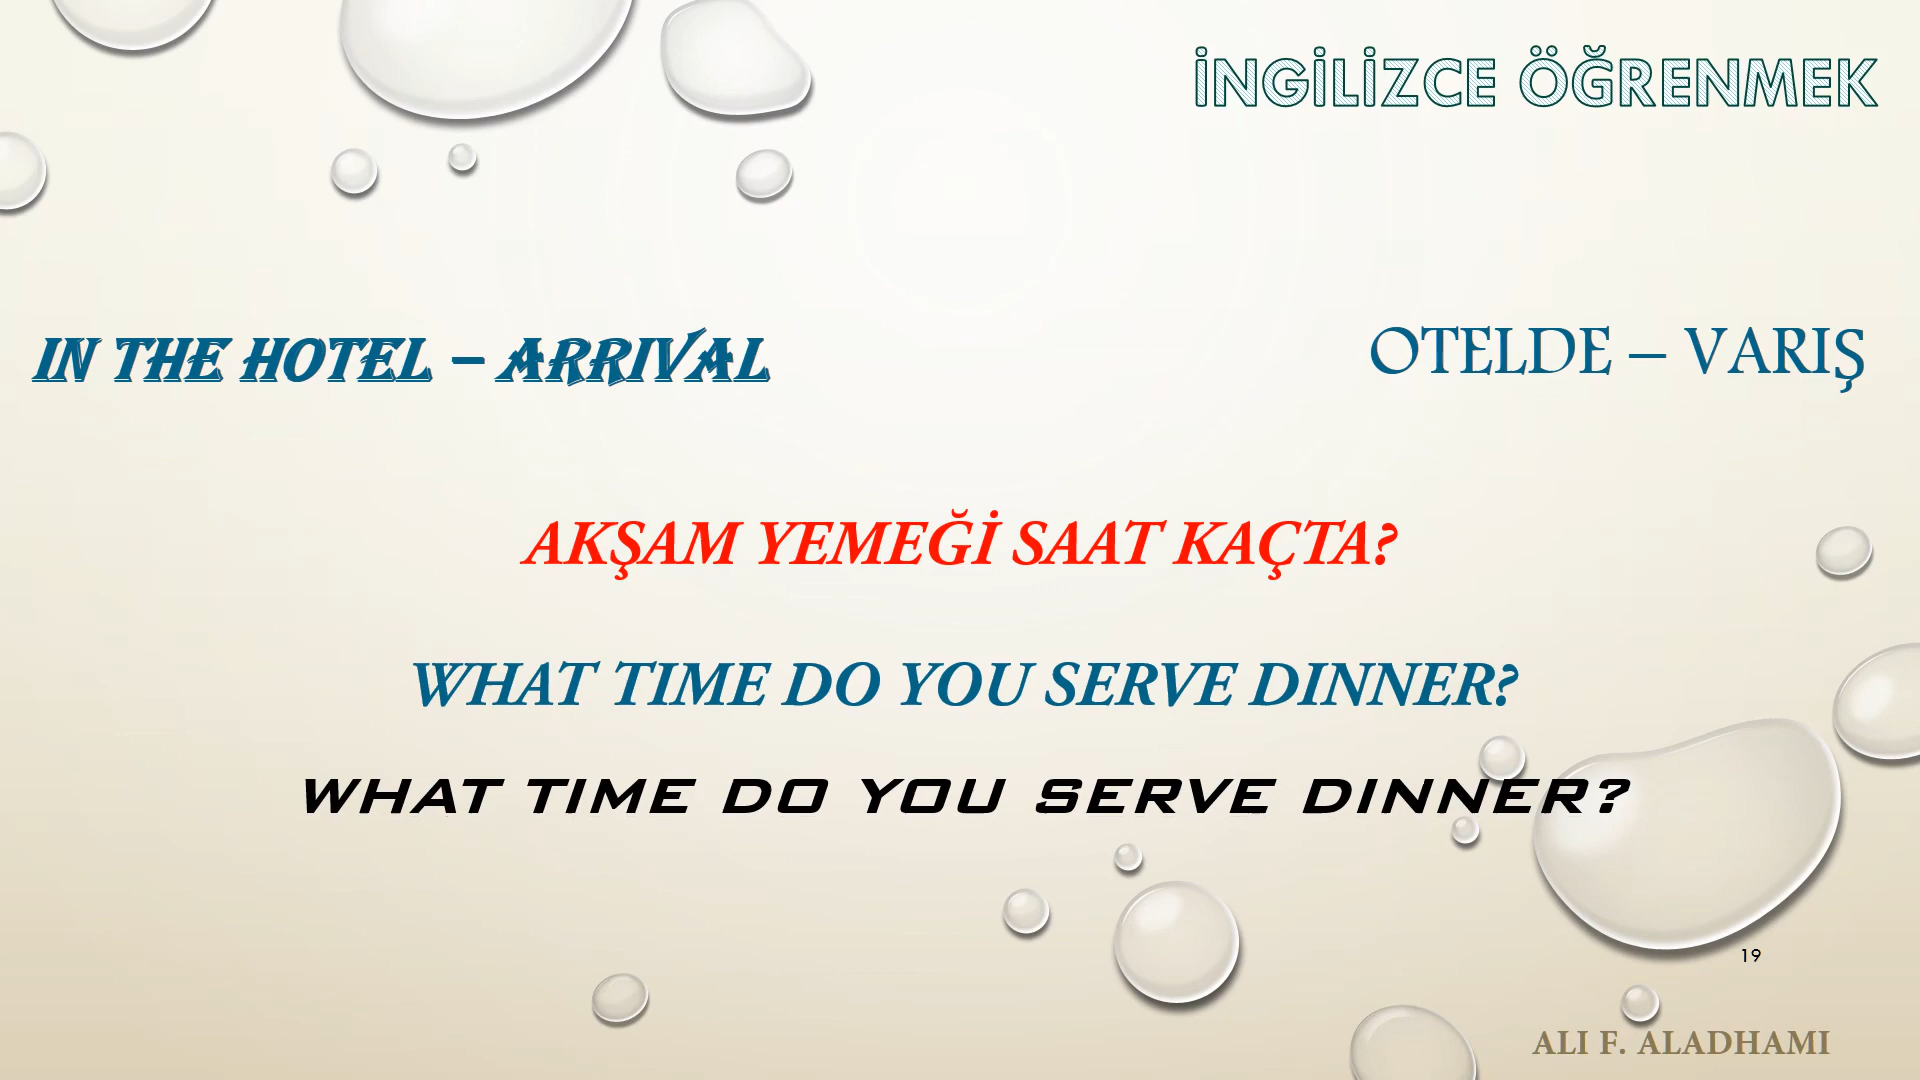 İNGİLİZCE ÖĞRENMEK
IN THE HOTEL – ARRIVAL
OTELDE – VARIŞ
AKŞAM YEMEĞİ SAAT KAÇTA?
WHAT TIME DO YOU SERVE DINNER?
WHAT TIME DO YOU SERVE DINNER?
19
ALI F. ALADHAMI